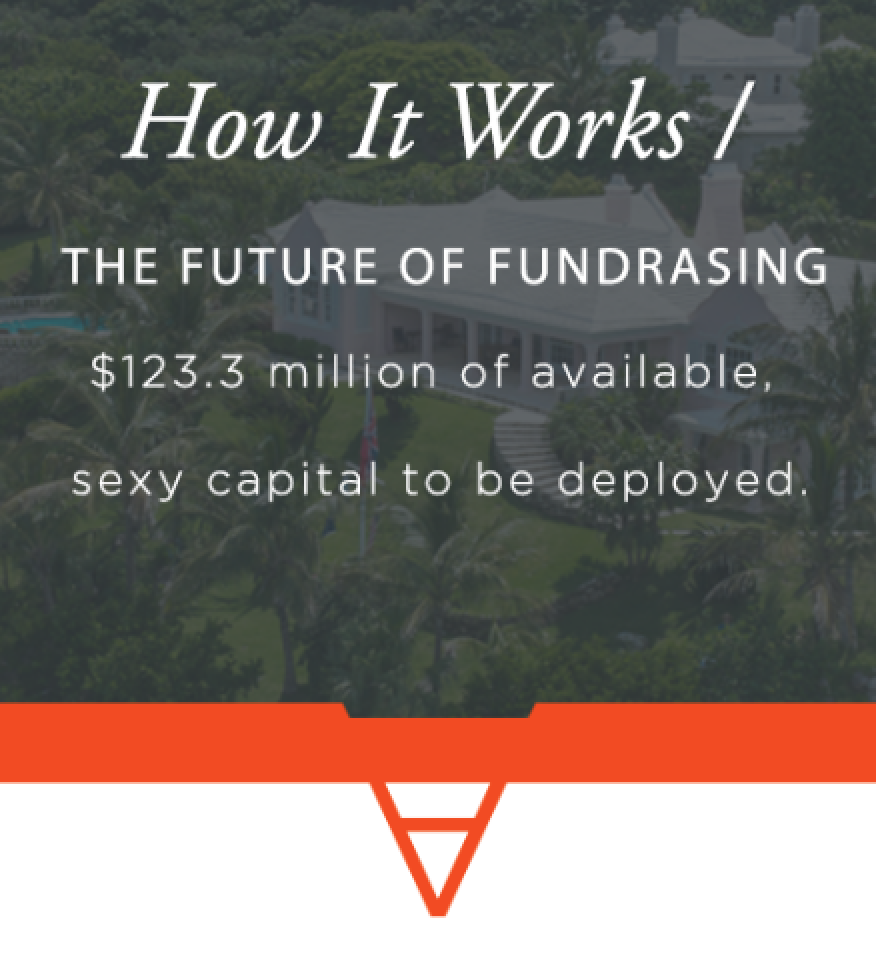 How It Works /
THE FUTURE OF FUNDRASING
$123.3 million of available,
sexy capital to be deployed.